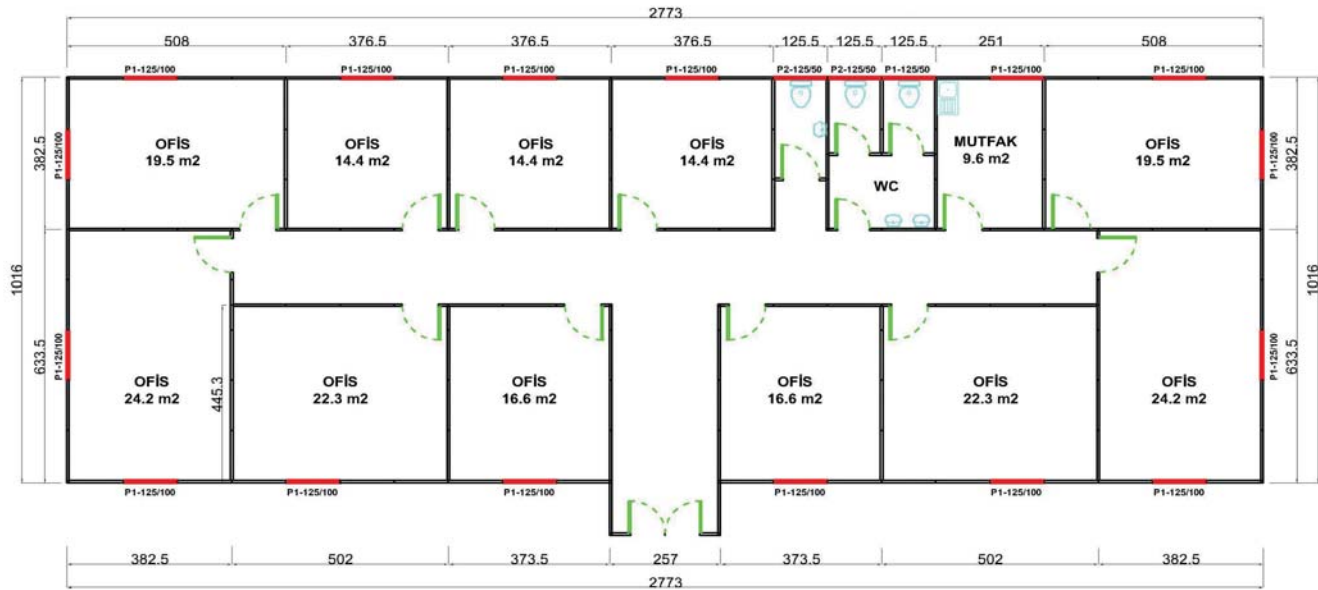 2773
508 376.5 376.5 376.5 125.5 125.5 125.5 251 508
P1-125/100 P1-125/100 P1-125/100 P1-125/100 P2-125/50 P2-125/50 P1-125/50 P1-125/100 P1-125/100
1016
382.5
P1-125/100
OFİS
19.5 m2
OFİS
14.4 m2
OFİS
14.4 m2
OFİS
14.4 m2
WC
MUTFAK
9.6 m2
OFİS
19.5 m2
P1-125/100
382.5
1016
633.5
P1-125/100
OFİS
24.2 m2
445.3
OFİS
22.3 m2
OFİS
16.6 m2
OFİS
16.6 m2
OFİS
22.3 m2
OFİS
24.2 m2
P1-125/100
633.5
P1-125/100 P1-125/100 P1-125/100 P1-125/100 P1-125/100 P1-125/100
382.5 502 373.5 257 373.5 502 382.5
2773